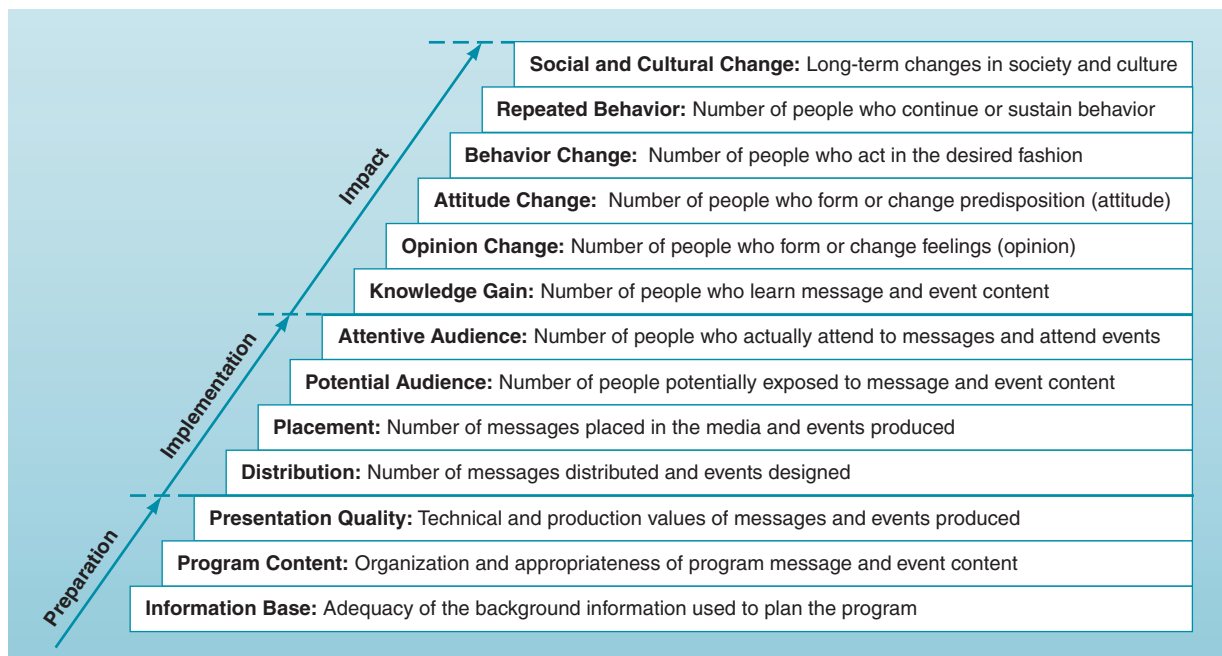 Social and Cultural Change: Long-term changes in society and culture
Repeated Behavior: Number of people who continue or sustain behavior
Behavior Change: Number of people who act in the desired fashion
Attitude Change: Number of people who form or change predisposition (attitude)
Opinion Change: Number of people who form or change feelings (opinion)
Knowledge Gain: Number of people who learn message and event content
Attentive Audience: Number of people who actually attend to messages and attend events
Potential Audience: Number of people potentially exposed to message and event content
Placement: Number of messages placed in the media and events produced
Distribution: Number of messages distributed and events designed
Presentation Quality: Technical and production values of messages and events produced
Program Content: Organization and appropriateness of program message and event content
Information Base: Adequacy of the background information used to plan the program
Impact
Implementation
Preparation